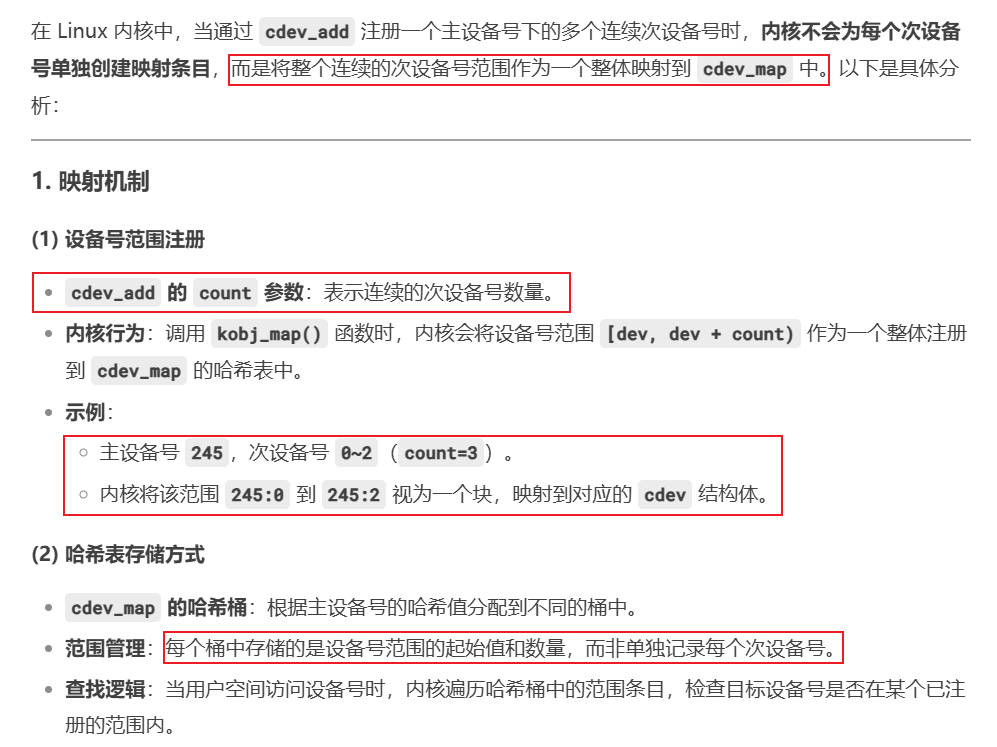 在 Linux 内核中，当通过 cdev_add 注册一个主设备号下的多个连续次设备号时，内核不会为每个次设备
号单独创建映射条目，而是将整个连续的次设备号范围作为一个整体映射到 cdev_map 中。以下是具体分
析：
1. 映射机制
(1) 设备号范围注册
• cdev_add 的 count 参数：表示连续的次设备号数量。
• 内核行为：调用 kobj_map() 函数时，内核会将设备号范围 [dev, dev + count) 作为一个整体注册
到 cdev_map 的哈希表中。
• 示例：
○ 主设备号 245，次设备号 0~2（count=3）。
○ 内核将该范围 245:0 到 245:2 视为一个块，映射到对应的 cdev 结构体。
(2) 哈希表存储方式
• cdev_map 的哈希桶：根据主设备号的哈希值分配到不同的桶中。
• 范围管理：每个桶中存储的是设备号范围的起始值和数量，而非单独记录每个次设备号。
• 查找逻辑：当用户空间访问设备号时，内核遍历哈希桶中的范围条目，检查目标设备号是否在某个已注
册的范围内。